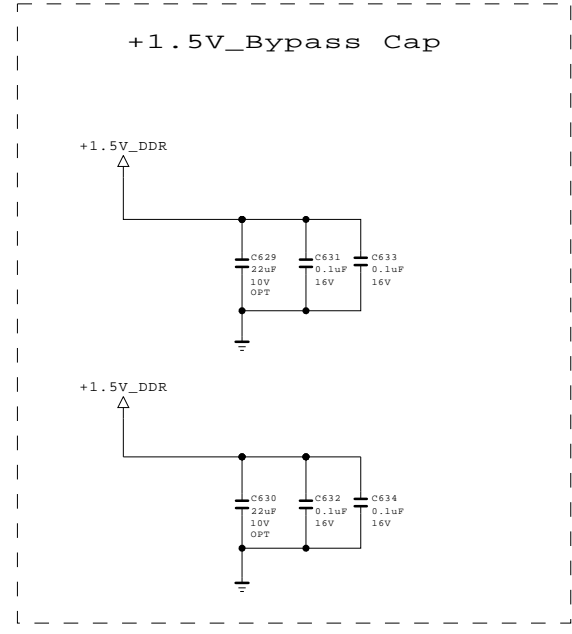 +1.5V_Bypass Cap
+1.5V_DDR
C629
22uF
10V
OPT
C631
0.1uF
16V
C633
0.1uF
16V
+1.5V_DDR
C630
22uF
10V
OPT
C632
0.1uF
16V
C634
0.1uF
16V